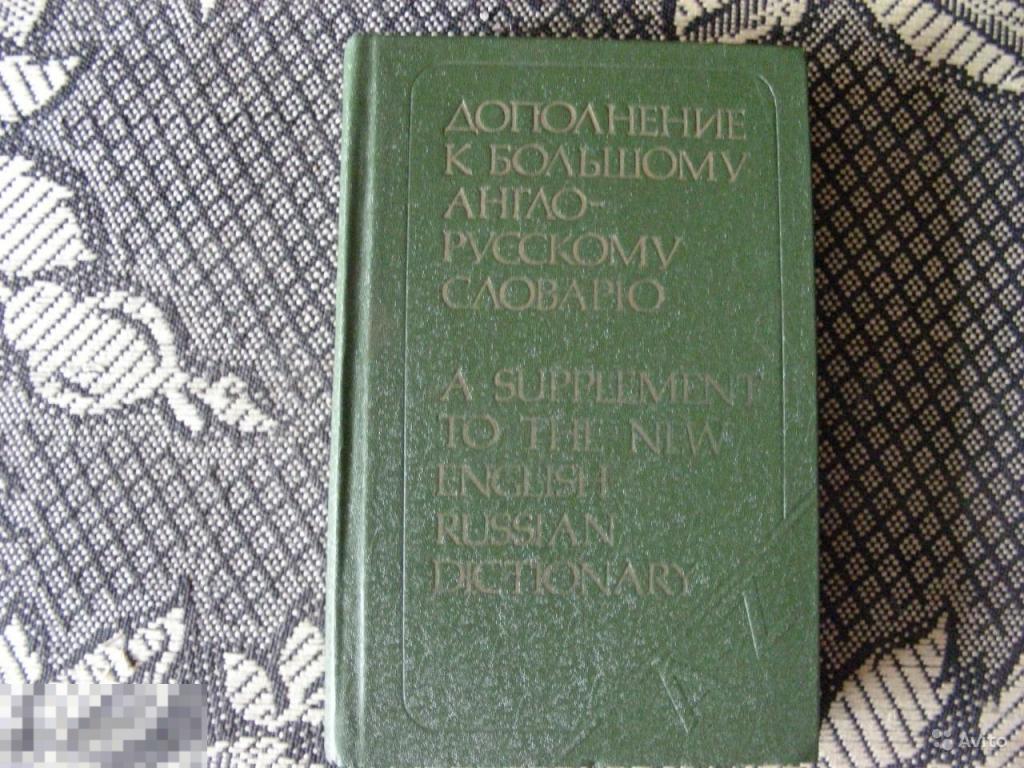 ДОПОЛНЕНИЕ
К БОЛЬШОМУ
АНГЛО-
РУССКОМУ
СЛОВАРЮ
A SUPPLEMENT
TO THE NEW
ENGLISH
RUSSIAN
DICTIONARY
Avito